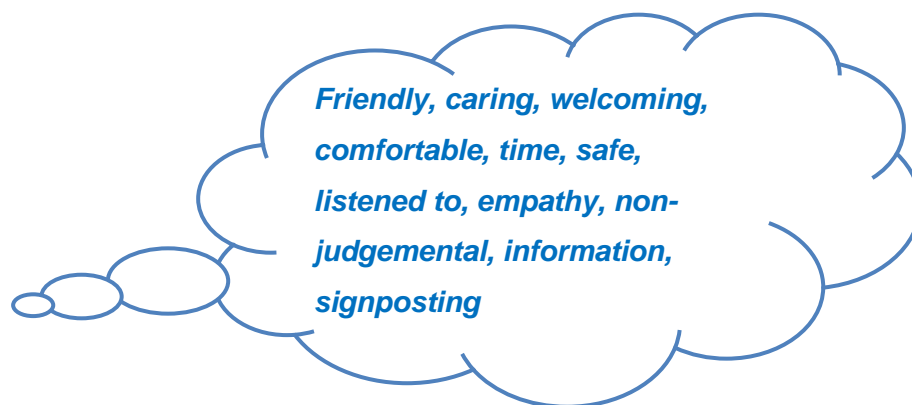 Friendly, caring, welcoming,
comfortable, time, safe,
listened to, empathy, non-
judgemental, information,
signposting